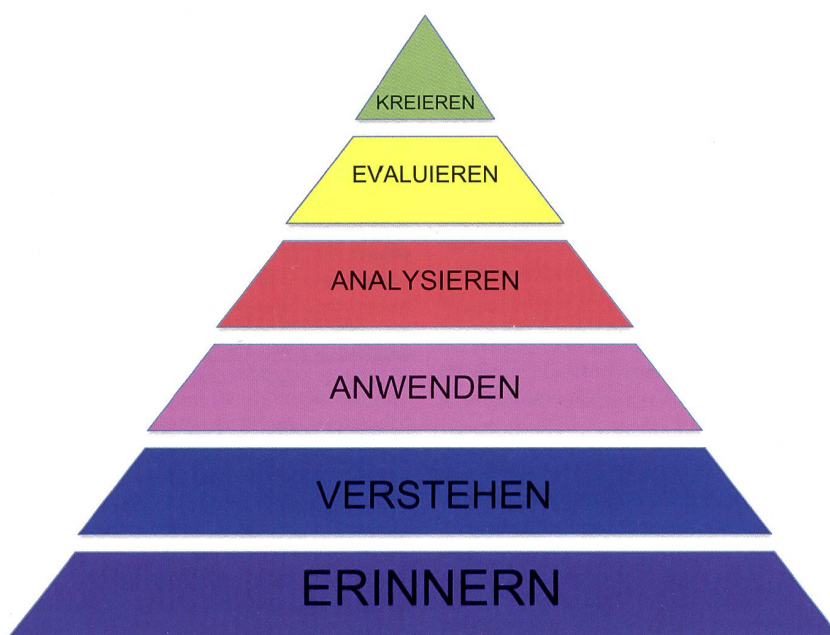 KREIEREN
EVALUIEREN
ANALYSIEREN
ANWENDEN
VERSTEHEN
ERINNERN